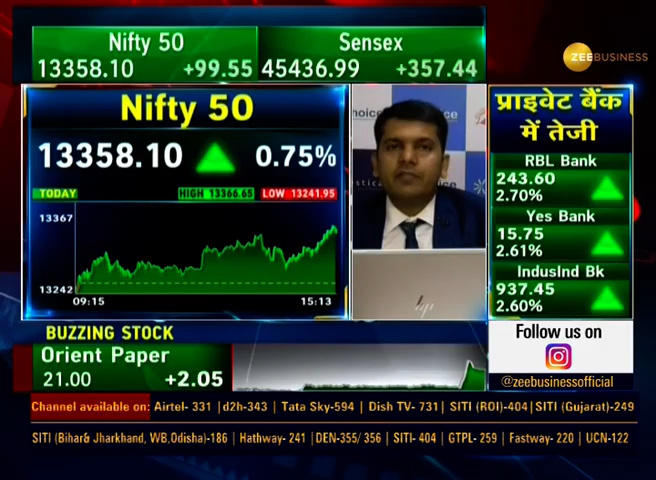 Nifty 50
13358.10 +99.55
Sensex
45436.99 +357.44
ZEEBUSINESS
Nifty 50
13358.10 0.75%
TODAY HIGH 13366.65 LOW 13241.95
13367
13242
09:15 15:13
hoice
प्राइवेट बैंक
में तेजी
RBL Bank
243.60
2.70%
Yes Bank
15.75
2.61%
IndusInd Bk
937.45
2.60%
BUZZING STOCK
Orient Paper
21.00 +2.05
Follow us on
@zeebusinessofficial
Channel available on: Airtel- 331 |d2h-343 | Tata Sky-594 | Dish TV- 731| SITI (ROI)-404|SITI (Gujarat)-249
SITI (Bihar& Jharkhand, WB,Odisha)-186 | Hathway- 241 |DEN-355/ 356 | SITI- 404 | GTPL- 259 | Fastway- 220 | UCN-122